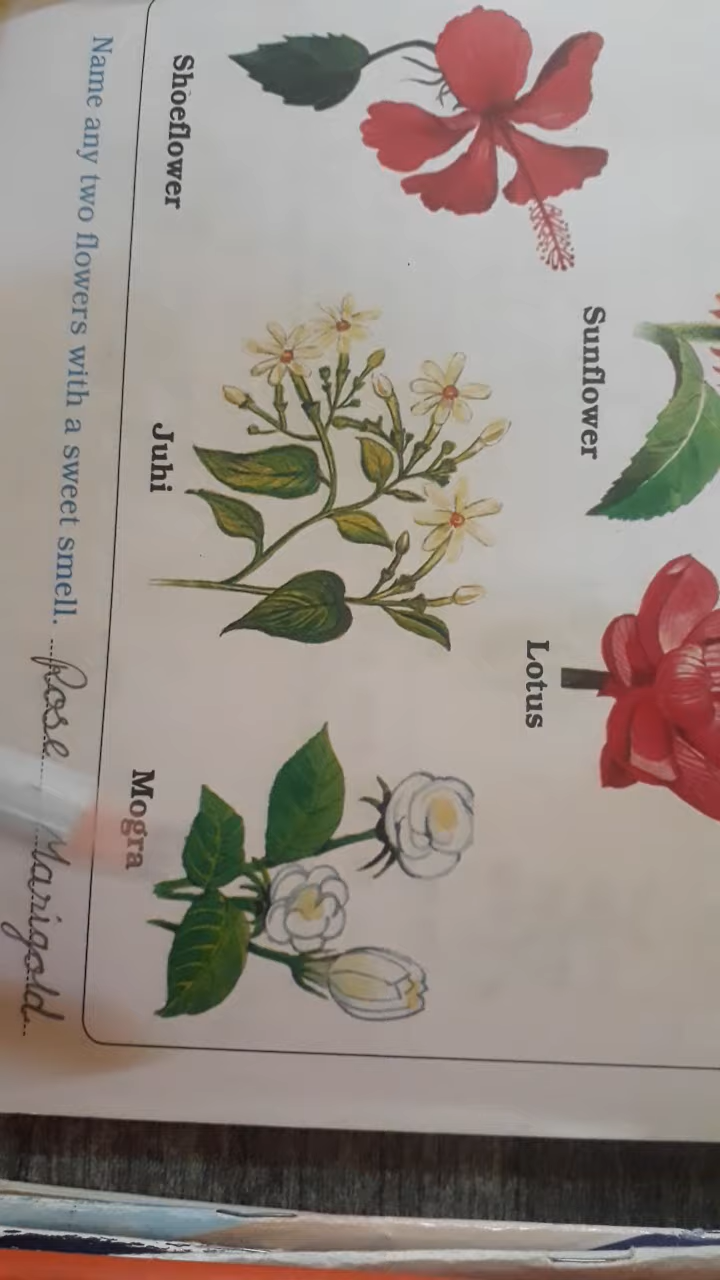 Sunflower
Lotus
Shoeflower
Juhi
Mogra
Name any two flowers with a sweet smell. Rose Marigold